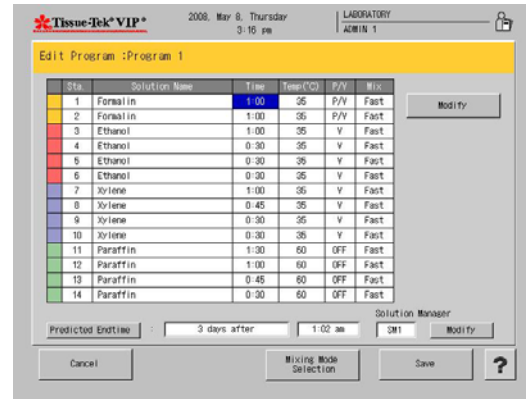 Tissue-Tek® VIP® 2008, May 8, Thursday LABORATORY
3:16 pm ADMIN 1
Edit Program :Program 1
Sta. Solution Name Time Temp(°C) P/V Mix
1 Formalin 1:00 35 P/V Fast
2 Formalin 1:00 35 P/V Fast
3 Ethanol 1:00 35 V Fast
4 Ethanol 0:30 35 V Fast
5 Ethanol 0:30 35 V Fast
6 Ethanol 0:30 35 V Fast
7 Xylene 1:00 35 V Fast
8 Xylene 0:45 35 V Fast
9 Xylene 0:30 35 V Fast
10 Xylene 0:30 35 V Fast
11 Paraffin 1:30 60 OFF Fast
12 Paraffin 1:00 60 OFF Fast
13 Paraffin 0:45 60 OFF Fast
14 Paraffin 0:30 60 OFF Fast
Modify
Solution Manager
Predicted Endtime : 3 days after 1:02 am SM1 Modify
Cancel Mixing Mode Selection Save ?